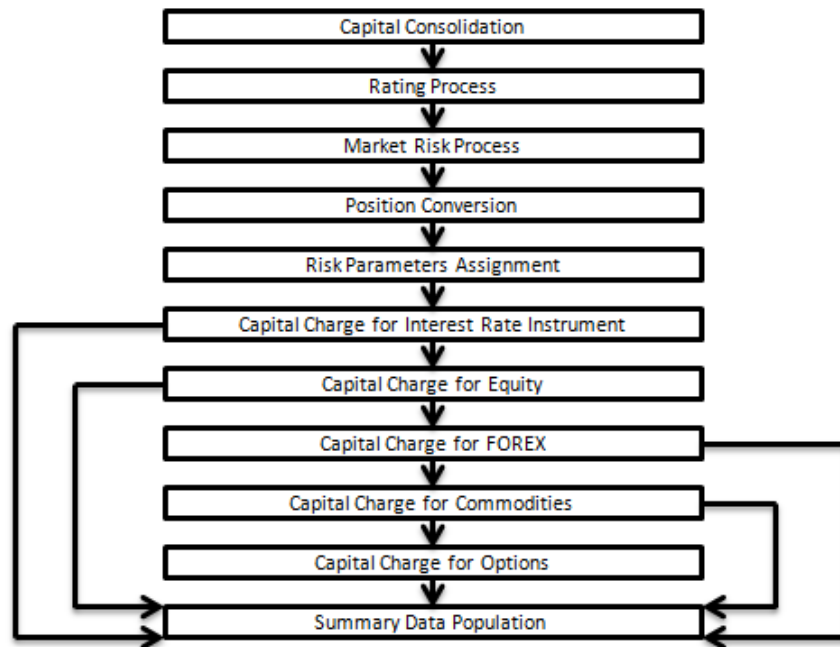 Capital Consolidation
Rating Process
Market Risk Process
Position Conversion
Risk Parameters Assignment
Capital Charge for Interest Rate Instrument
Capital Charge for Equity
Capital Charge for FOREX
Capital Charge for Commodities
Capital Charge for Options
Summary Data Population